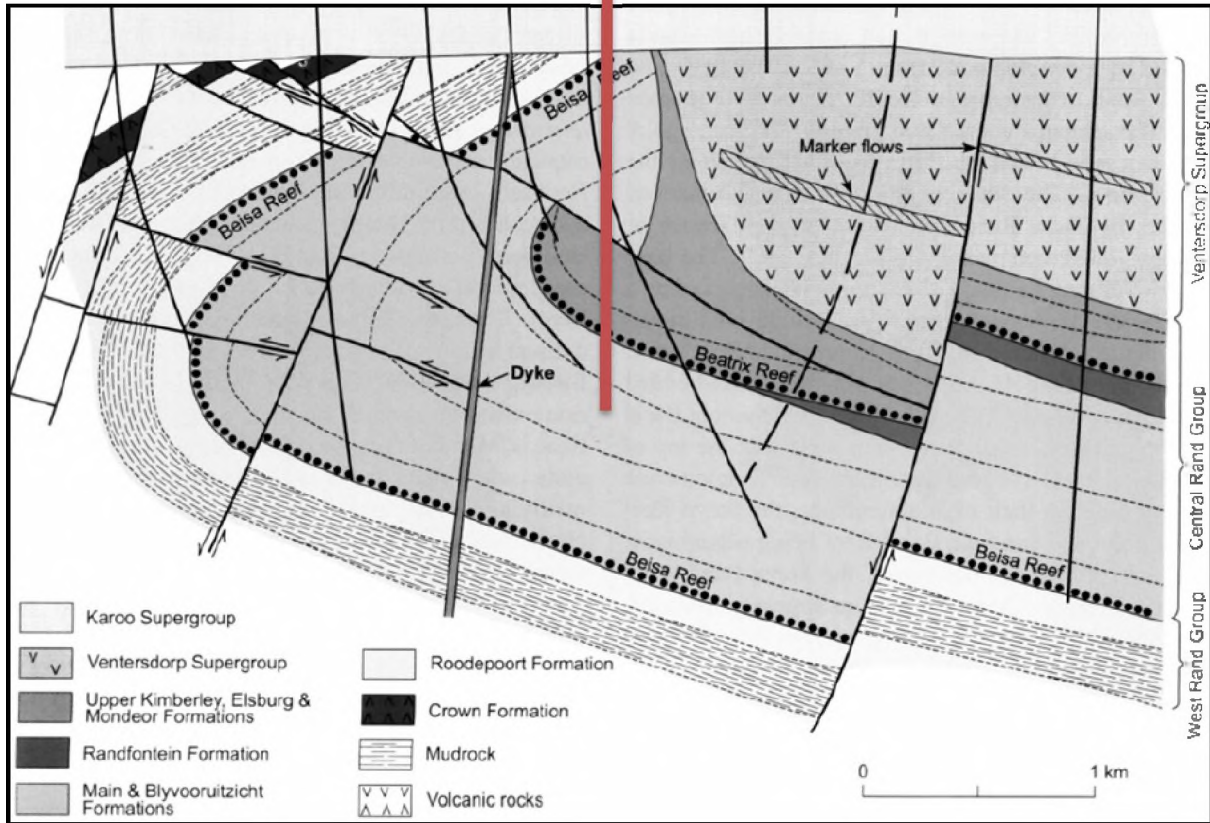 Beisa Reef
Beisa Reef
Marker flows
Beatrix Reef
Dyke
Beisa Reef
Beisa Reef
Ventersdorp Supergroup
Central Rand Group
West Rand Group
Karoo Supergroup
Ventersdorp Supergroup
Upper Kimberley, Elsburg &
Mondeor Formations
Randfontein Formation
Main & Blyvooruitzicht
Formations
Roodepoort Formation
Crown Formation
Mudrock
Volcanic rocks
0
1 km